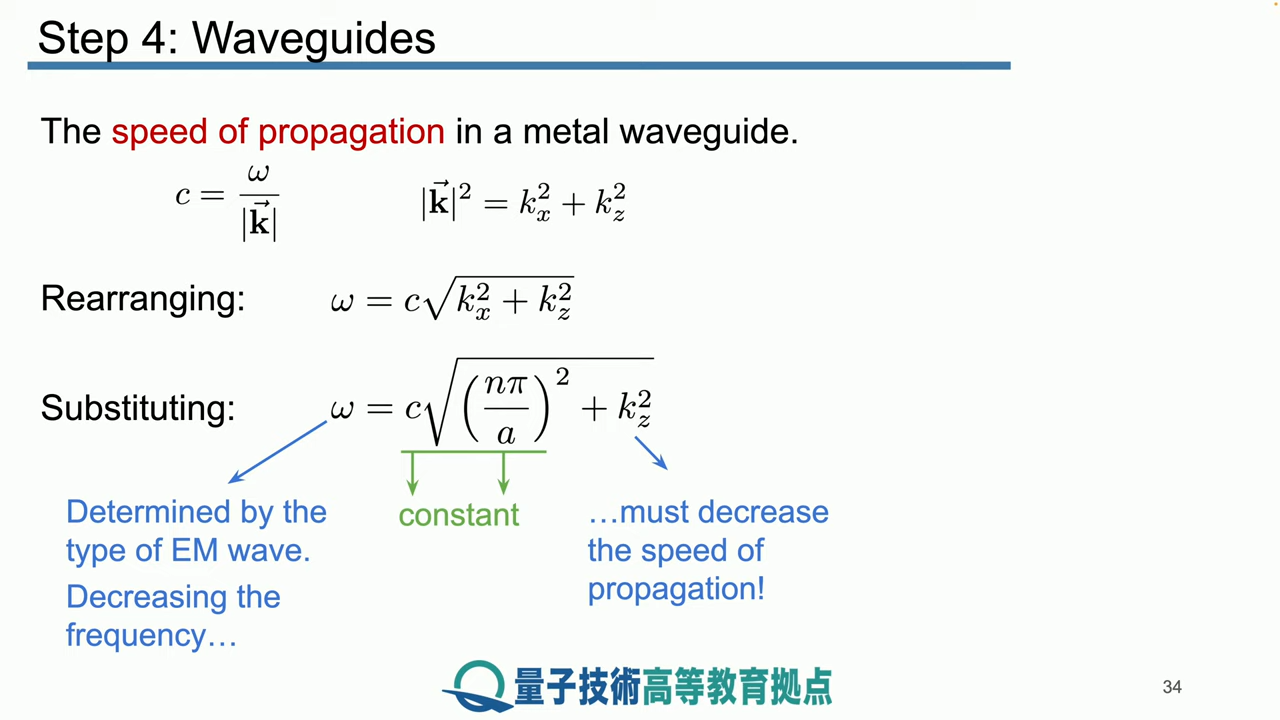 Step 4: Waveguides
The speed of propagation in a metal waveguide.
c = ω / |k⃗|    |k⃗|² = kₓ² + k_z²
Rearranging: ω = c√(kₓ² + k_z²)
Substituting: ω = c√((nπ/a)² + k_z²)
Determined by the
type of EM wave.
Decreasing the
frequency…
constant
…must decrease
the speed of
propagation!
量子技術高等教育拠点
34